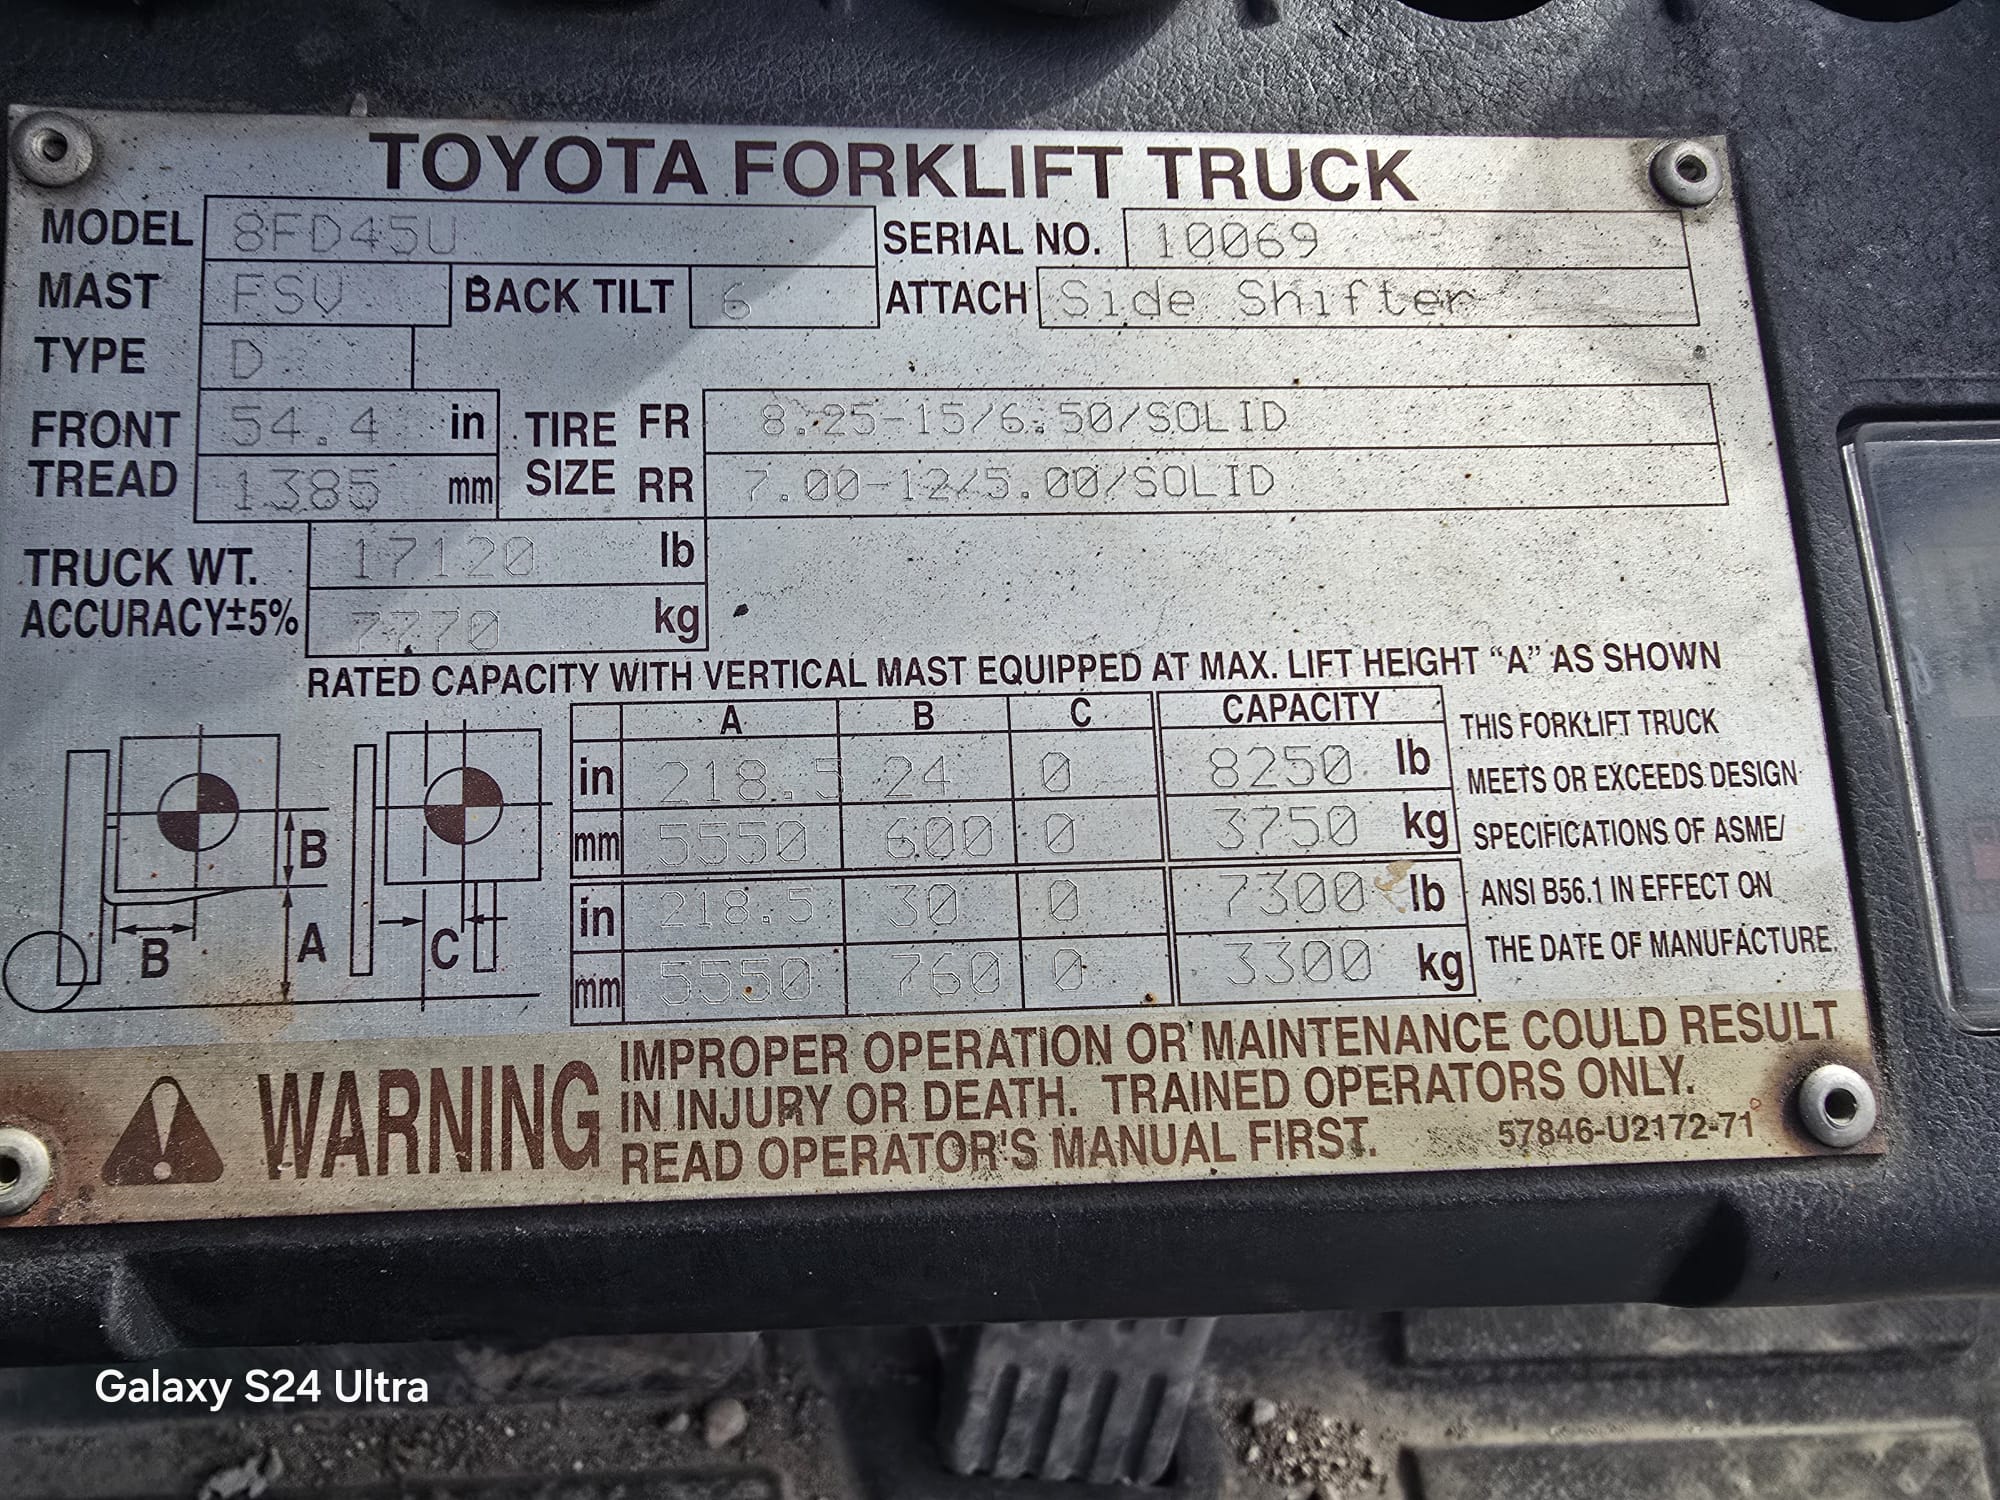 TOYOTA FORKLIFT TRUCK
MODEL 8FD45U SERIAL NO. 10069
MAST FSV BACK TILT 6 ATTACH Side Shifter
TYPE D
FRONT TREAD 54.4 in TIRE SIZE FR 8.25-15/6.50/SOLID
1385 mm RR 7.00-12/5.00/SOLID
TRUCK WT. 17120 lb
ACCURACY±5% 7770 kg
RATED CAPACITY WITH VERTICAL MAST EQUIPPED AT MAX. LIFT HEIGHT "A" AS SHOWN
A B C CAPACITY
in 218.5 24 0 8250 lb
mm 5550 600 0 3750 kg
in 218.5 30 0 7300 lb
mm 5550 760 0 3300 kg
B
B A C
THIS FORKLIFT TRUCK
MEETS OR EXCEEDS DESIGN
SPECIFICATIONS OF ASME/
ANSI B56.1 IN EFFECT ON
THE DATE OF MANUFACTURE.
WARNING
IMPROPER OPERATION OR MAINTENANCE COULD RESULT
IN INJURY OR DEATH. TRAINED OPERATORS ONLY.
READ OPERATOR'S MANUAL FIRST. 57846-U2172-71
Galaxy S24 Ultra